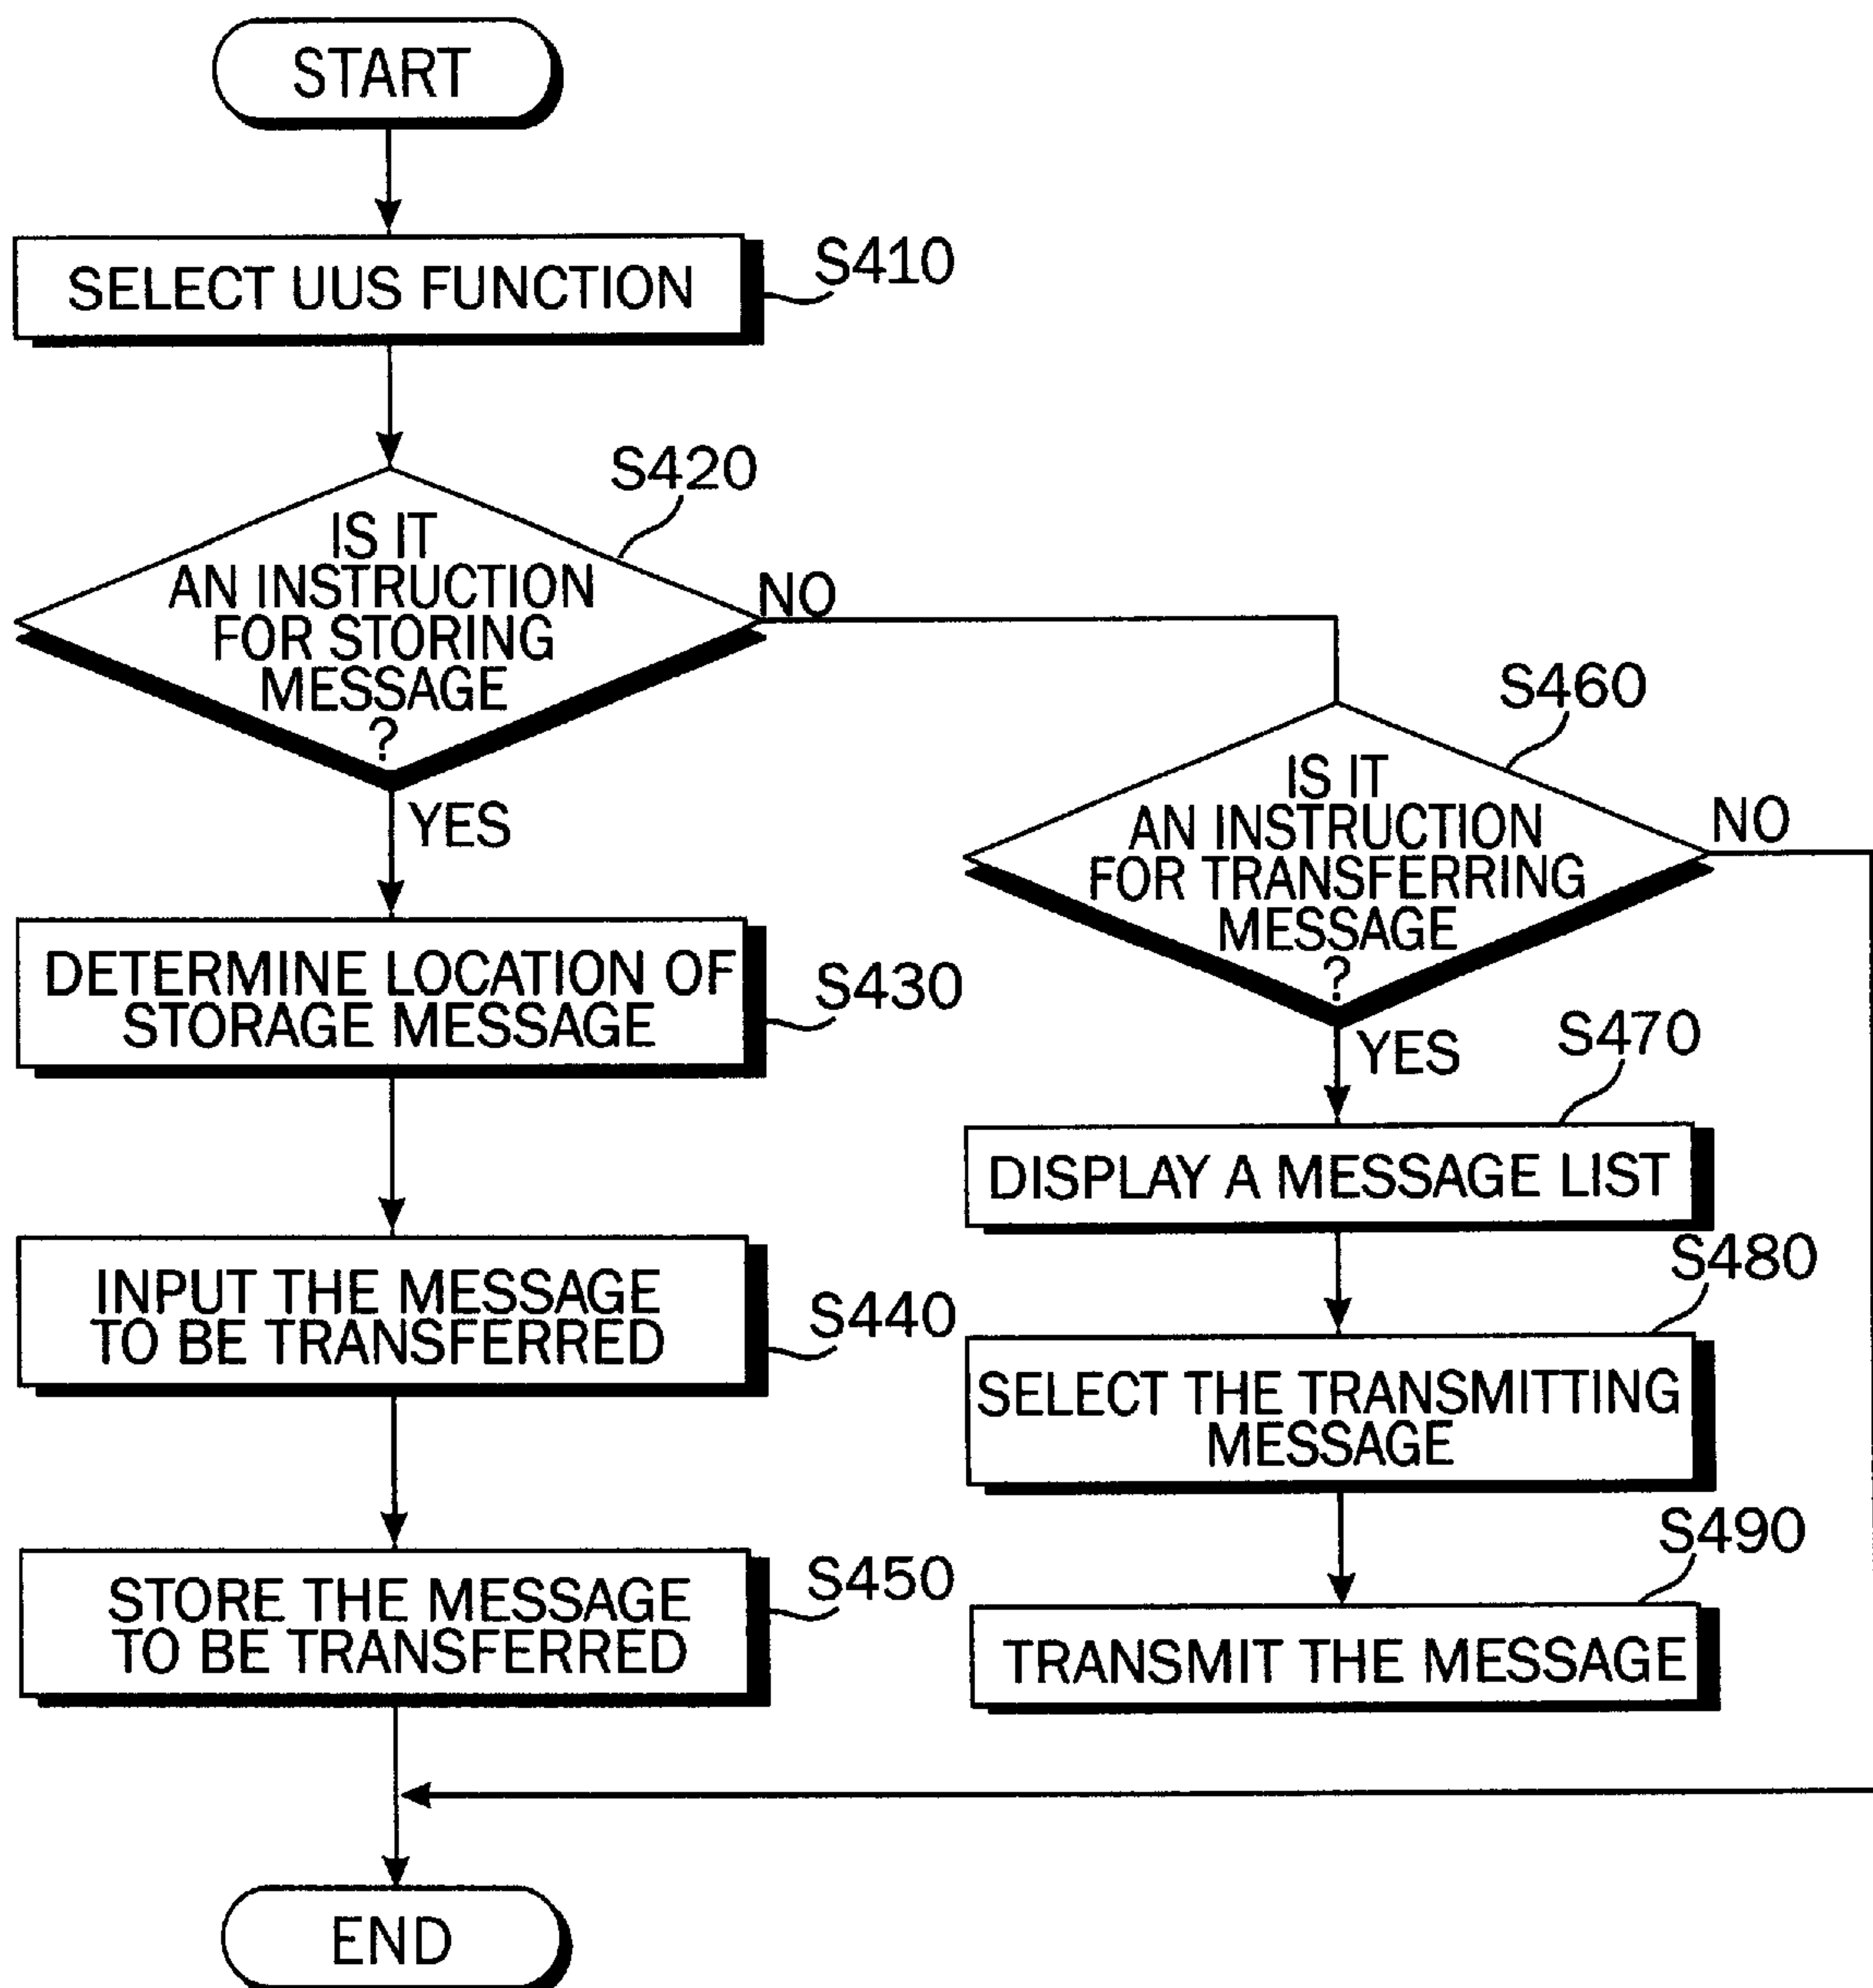 START
SELECT UUS FUNCTION
S410
S420
IS IT
AN INSTRUCTION
FOR STORING
MESSAGE
?
NO
YES
DETERMINE LOCATION OF
STORAGE MESSAGE
S430
INPUT THE MESSAGE
TO BE TRANSFERRED
S440
STORE THE MESSAGE
TO BE TRANSFERRED
S450
S460
IS IT
AN INSTRUCTION
FOR TRANSFERRING
MESSAGE
?
NO
YES
S470
DISPLAY A MESSAGE LIST
S480
SELECT THE TRANSMITTING
MESSAGE
S490
TRANSMIT THE MESSAGE
END